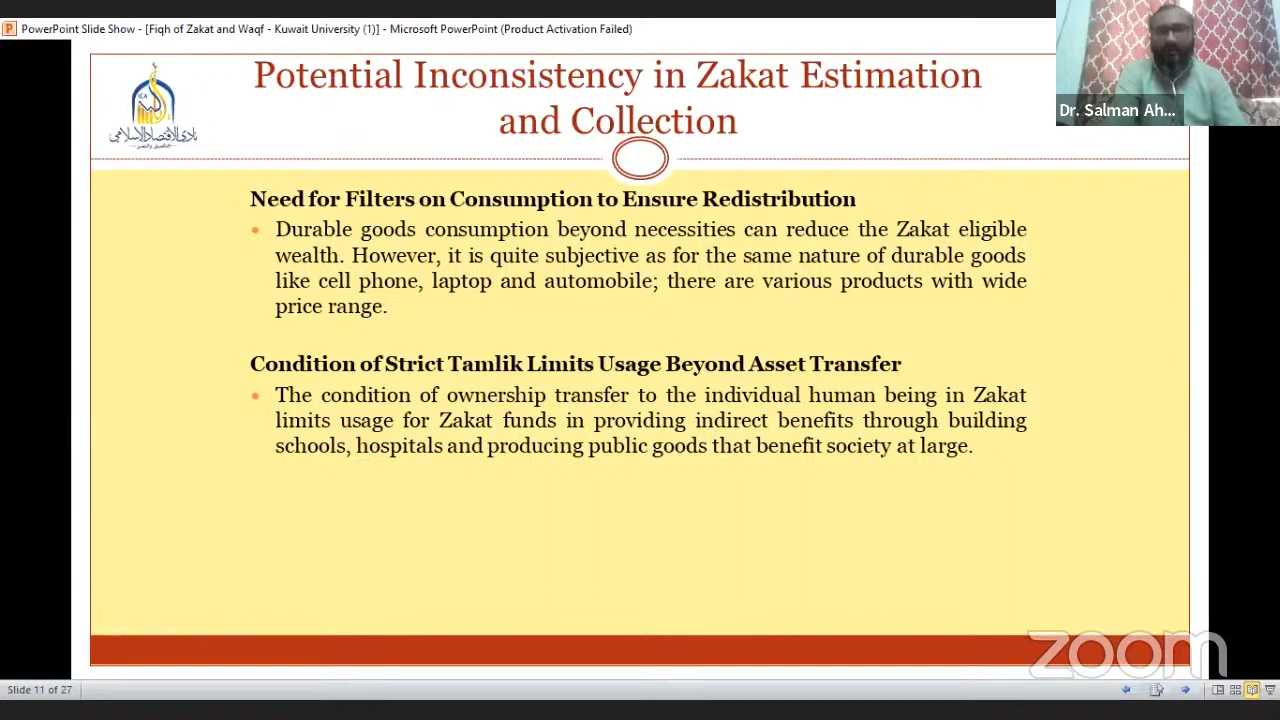 PowerPoint Slide Show - [Fiqh of Zakat and Waqf - Kuwait University (1)] - Microsoft PowerPoint (Product Activation Failed)
Dr. Salman Ah...
Potential Inconsistency in Zakat Estimation
and Collection
نادي الاقتصاد الإسلامي
Need for Filters on Consumption to Ensure Redistribution
• Durable goods consumption beyond necessities can reduce the Zakat eligible
wealth. However, it is quite subjective as for the same nature of durable goods
like cell phone, laptop and automobile; there are various products with wide
price range.
Condition of Strict Tamlik Limits Usage Beyond Asset Transfer
• The condition of ownership transfer to the individual human being in Zakat
limits usage for Zakat funds in providing indirect benefits through building
schools, hospitals and producing public goods that benefit society at large.
zoom
Slide 11 of 27